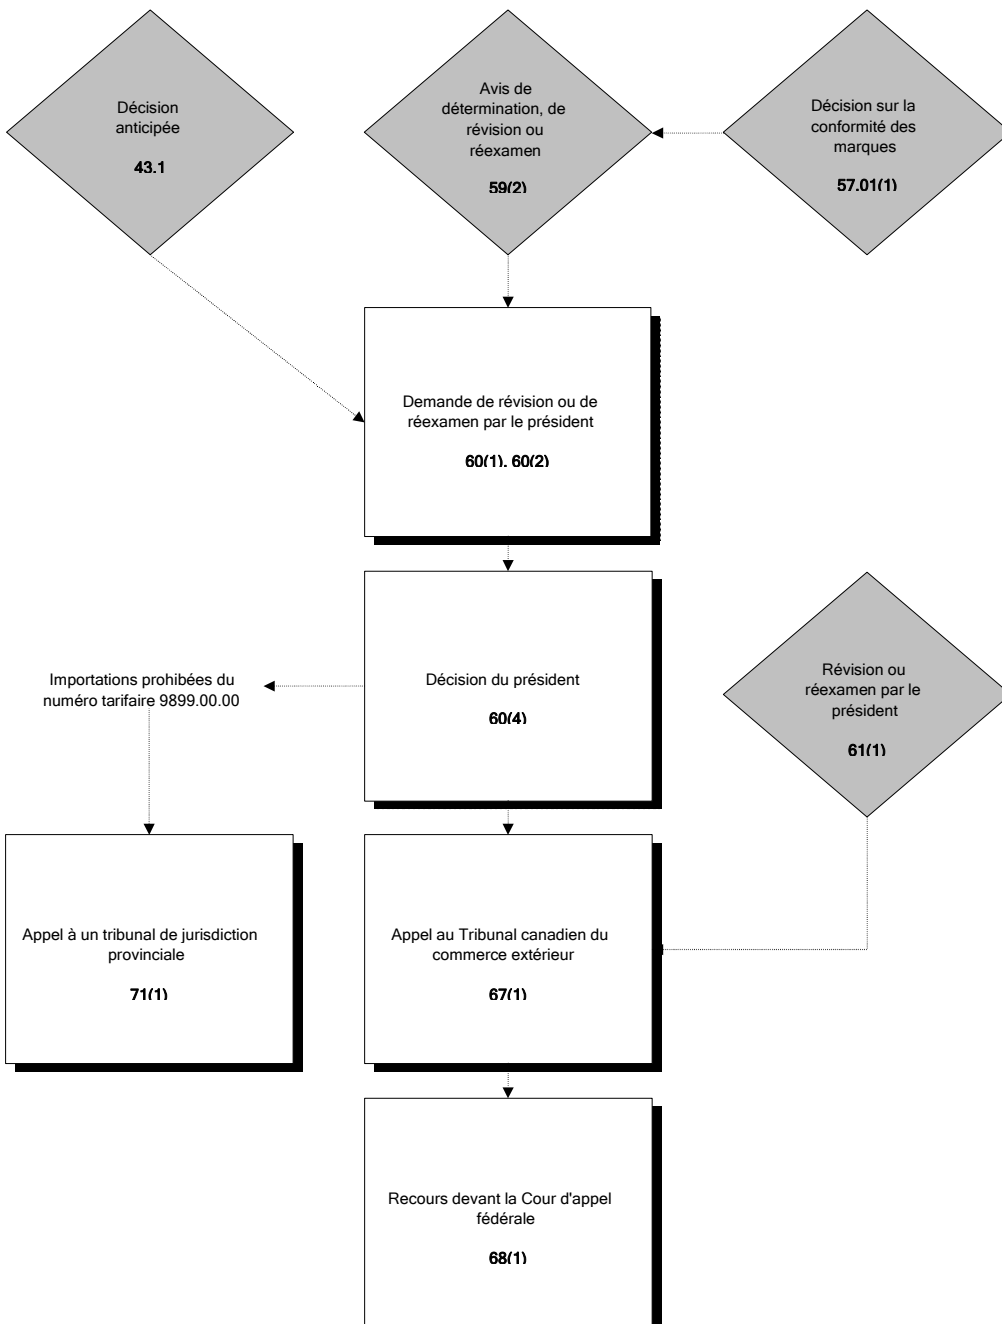 Décision
anticipée
43.1
Avis de
détermination, de
révision ou
réexamen
59(2)
Décision sur la
conformité des
marques
57.01(1)
Demande de révision ou de
réexamen par le président
60(1), 60(2)
Importations prohibées du
numéro tarifaire 9899.00.00
Décision du président
60(4)
Révision ou
réexamen par le
président
61(1)
Appel à un tribunal de jurisdiction
provinciale
71(1)
Appel au Tribunal canadien du
commerce extérieur
67(1)
Recours devant la Cour d'appel
fédérale
68(1)